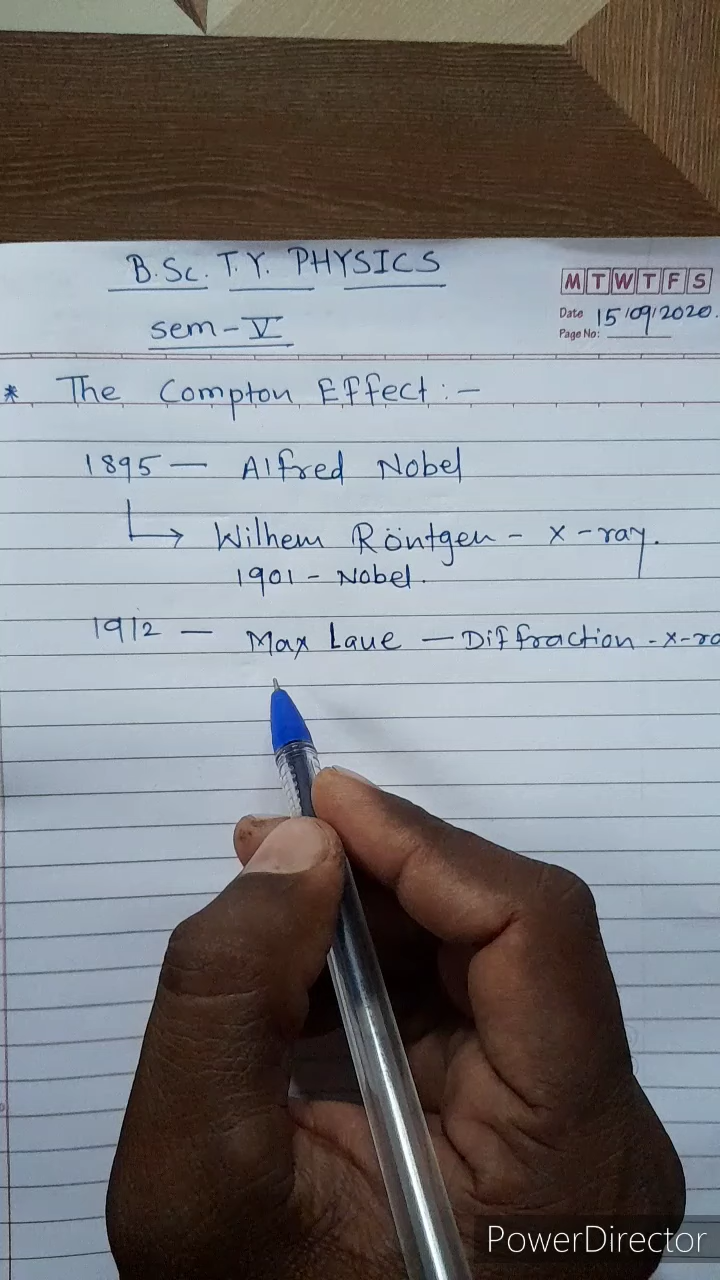 B.Sc. T.Y. PHYSICS
M T W T F S
Sem - V
Date 15/09/2020.
Page No:
* The Compton Effect :-
1895 — Alfred Nobel
Wilhem Röntgen - X-ray.
1901 - Nobel.
1912 — Max Laue — Diffraction - X-ra
PowerDirector